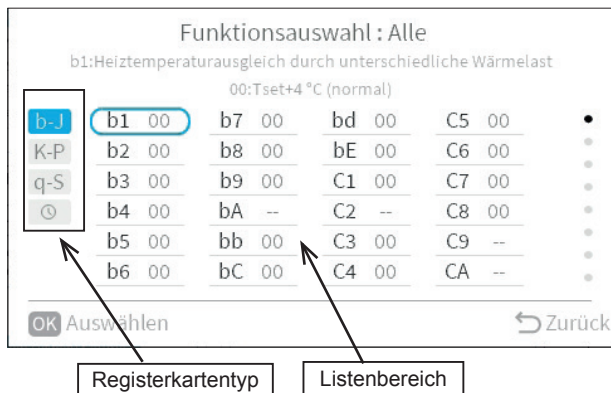 Funktionsauswahl : Alle
b1:Heiztemperaturausgleich durch unterschiedliche Wärmelast
00:Tset+4 °C (normal)
b-J b1 00 b7 00 bd 00 C5 00
K-P b2 00 b8 00 bE 00 C6 00
q-S b3 00 b9 00 C1 00 C7 00
b4 00 bA -- C2 -- C8 00
b5 00 bb 00 C3 00 C9 --
b6 00 bC 00 C4 00 CA --
OK Auswählen Zurück
Registerkartentyp Listenbereich